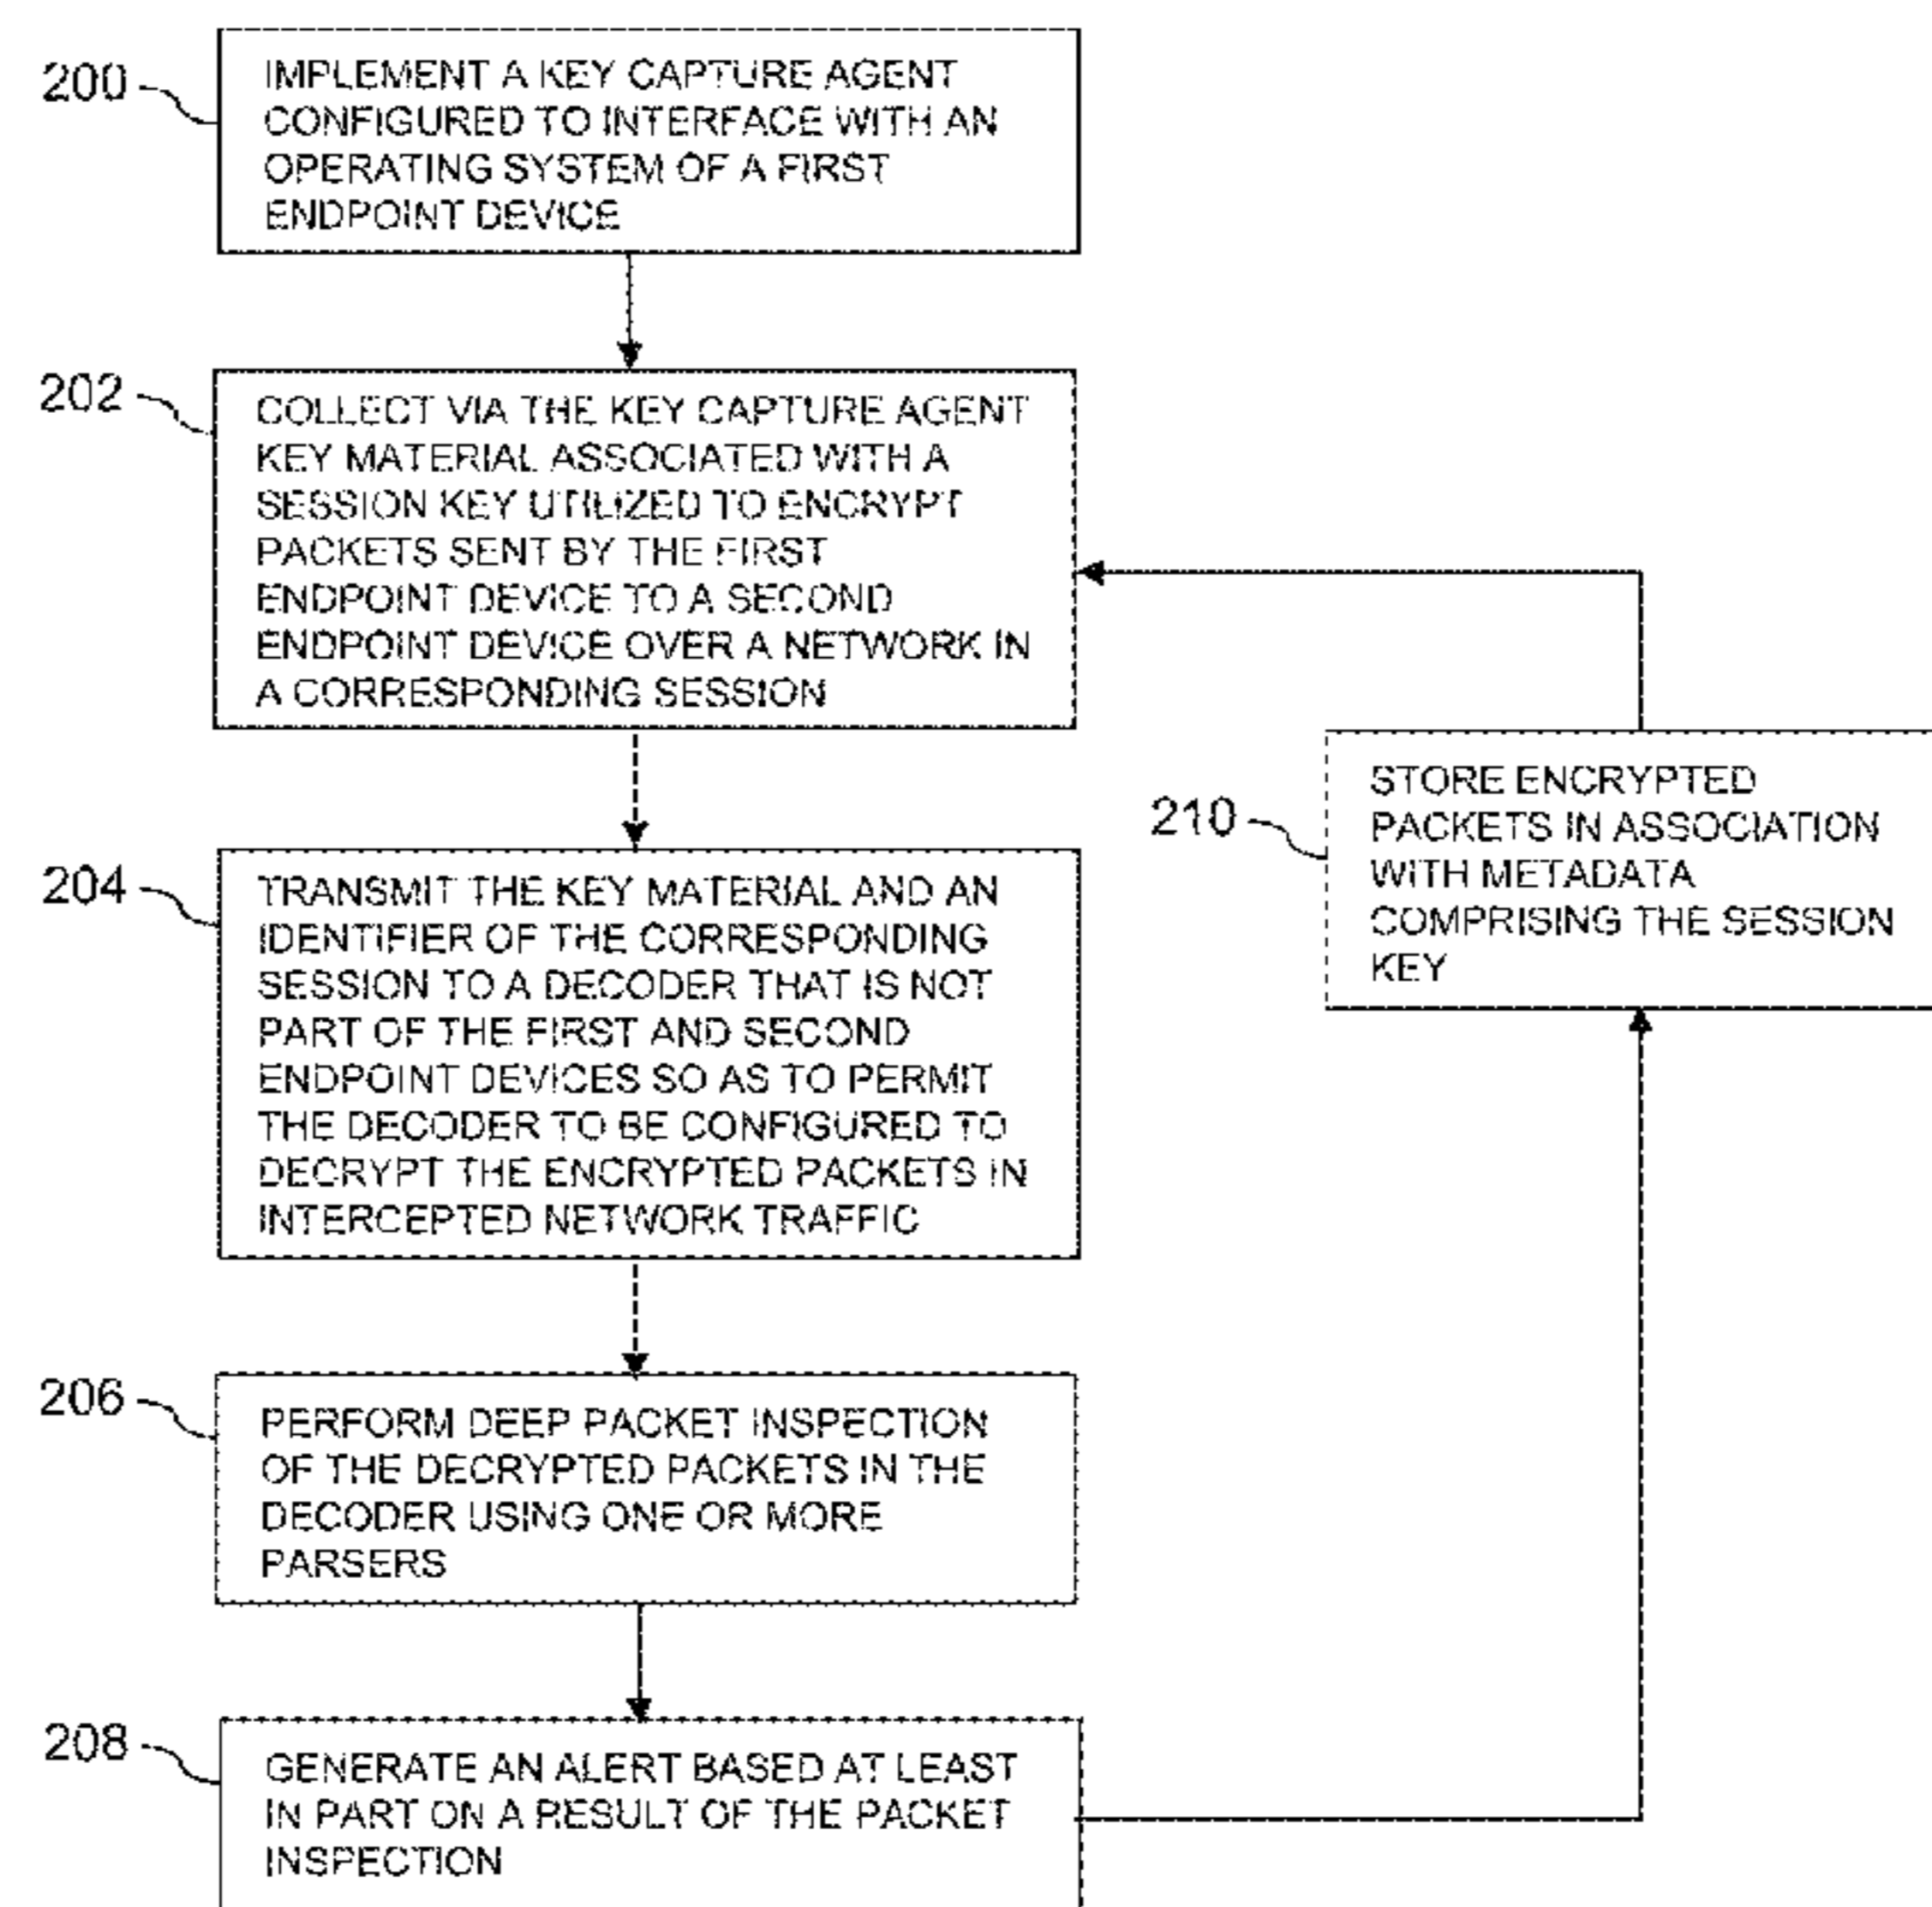 200
IMPLEMENT A KEY CAPTURE AGENT
CONFIGURED TO INTERFACE WITH AN
OPERATING SYSTEM OF A FIRST
ENDPOINT DEVICE
202
COLLECT VIA THE KEY CAPTURE AGENT
KEY MATERIAL ASSOCIATED WITH A
SESSION KEY UTILIZED TO ENCRYPT
PACKETS SENT BY THE FIRST
ENDPOINT DEVICE TO A SECOND
ENDPOINT DEVICE OVER A NETWORK IN
A CORRESPONDING SESSION
204
TRANSMIT THE KEY MATERIAL AND AN
IDENTIFIER OF THE CORRESPONDING
SESSION TO A DECODER THAT IS NOT
PART OF THE FIRST AND SECOND
ENDPOINT DEVICES SO AS TO PERMIT
THE DECODER TO BE CONFIGURED TO
DECRYPT THE ENCRYPTED PACKETS IN
INTERCEPTED NETWORK TRAFFIC
206
PERFORM DEEP PACKET INSPECTION
OF THE DECRYPTED PACKETS IN THE
DECODER USING ONE OR MORE
PARSERS
208
GENERATE AN ALERT BASED AT LEAST
IN PART ON A RESULT OF THE PACKET
INSPECTION
210
STORE ENCRYPTED
PACKETS IN ASSOCIATION
WITH METADATA
COMPRISING THE SESSION
KEY